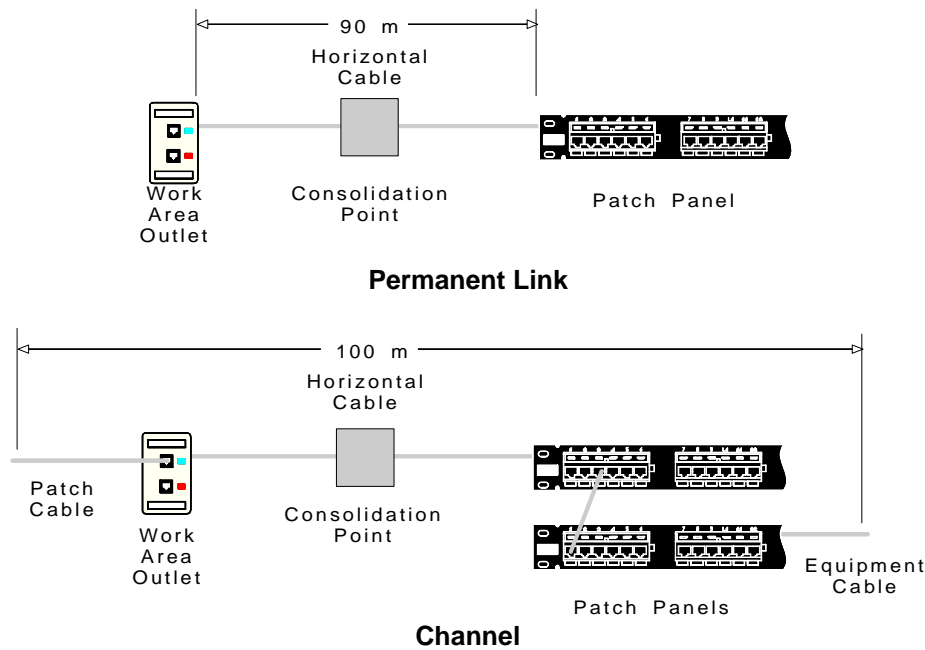 90 m
Horizontal
Cable
Work
Area
Outlet
Consolidation
Point
Patch Panel
Permanent Link
100 m
Horizontal
Cable
Patch
Cable
Work
Area
Outlet
Consolidation
Point
Patch Panels
Equipment
Cable
Channel